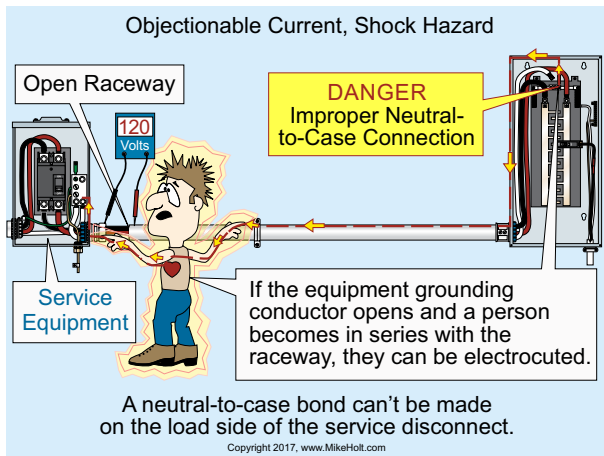 Objectionable Current, Shock Hazard
Open Raceway
120
Volts
DANGER
Improper Neutral-
to-Case Connection
Service
Equipment
If the equipment grounding
conductor opens and a person
becomes in series with the
raceway, they can be electrocuted.
A neutral-to-case bond can’t be made
on the load side of the service disconnect.
Copyright 2017, www.MikeHolt.com